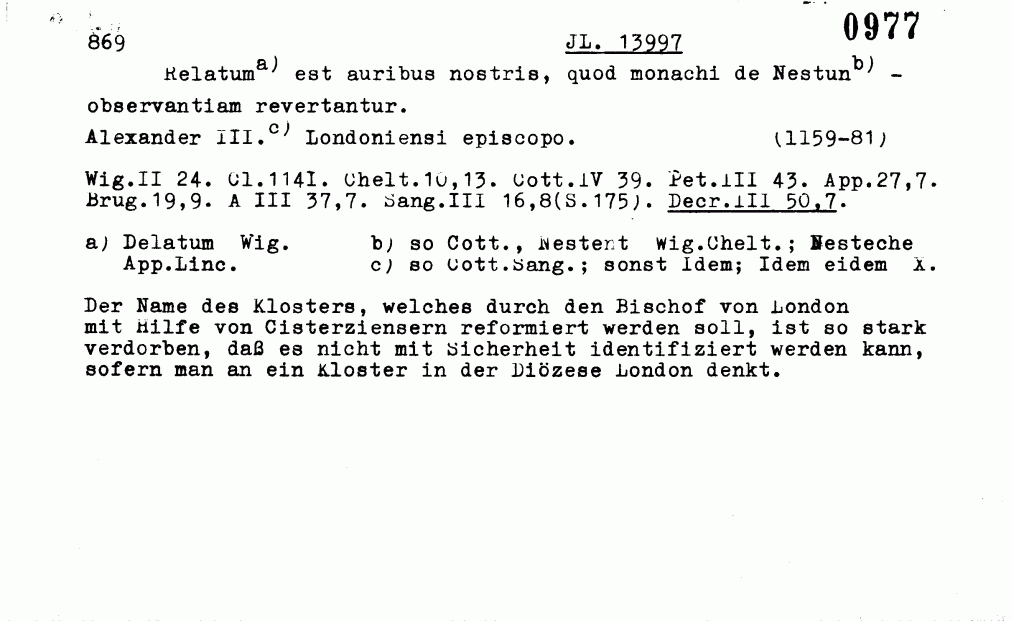 0977
869 JL. 13997
Relatum a) est auribus nostris, quod monachi de Nestun b) -
observantiam revertantur.
Alexander III. c) Londoniensi episcopo. (1159-81)
Wig.II 24. Cl.114I. Chelt.10,13. Cott.IV 39. Pet.III 43. App.27,7.
Brug.19,9. A III 37,7. Sang.III 16,8(S.175). Decr.III 50,7.
a) Delatum Wig. b) so Cott., Nestent Wig.Chelt.; Nesteche
App.Linc. c) so Cott.Sang.; sonst Idem; Idem eidem X.
Der Name des Klosters, welches durch den Bischof von London
mit Hilfe von Cisterziensern reformiert werden soll, ist so stark
verdorben, daß es nicht mit Sicherheit identifiziert werden kann,
sofern man an ein Kloster in der Diözese London denkt.